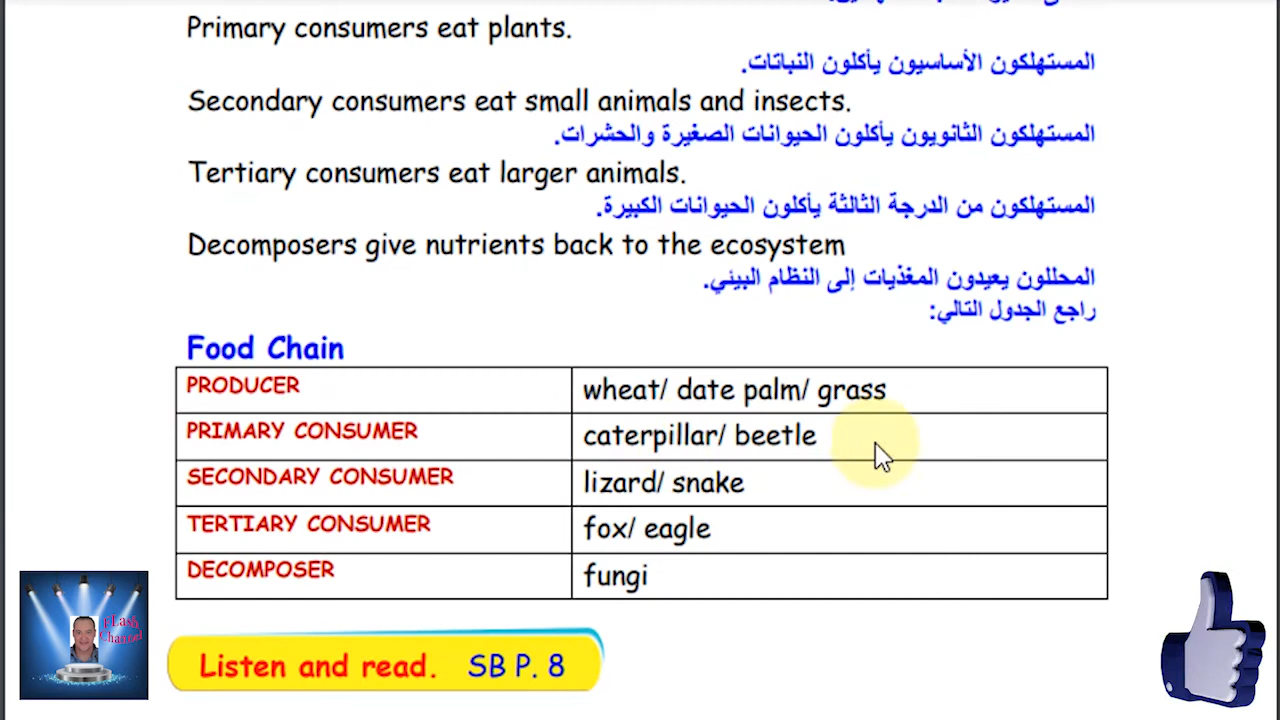 Primary consumers eat plants.
المستهلكون الأساسيون يأكلون النباتات.
Secondary consumers eat small animals and insects.
المستهلكون الثانويون يأكلون الحيوانات الصغيرة والحشرات.
Tertiary consumers eat larger animals.
المستهلكون من الدرجة الثالثة يأكلون الحيوانات الكبيرة.
Decomposers give nutrients back to the ecosystem
المحللون يعيدون المغذيات إلى النظام البيئي.
راجع الجدول التالي:
Food Chain
PRODUCER wheat/ date palm/ grass
PRIMARY CONSUMER caterpillar/ beetle
SECONDARY CONSUMER lizard/ snake
TERTIARY CONSUMER fox/ eagle
DECOMPOSER fungi
FLash
Channel
Listen and read. SB P. 8